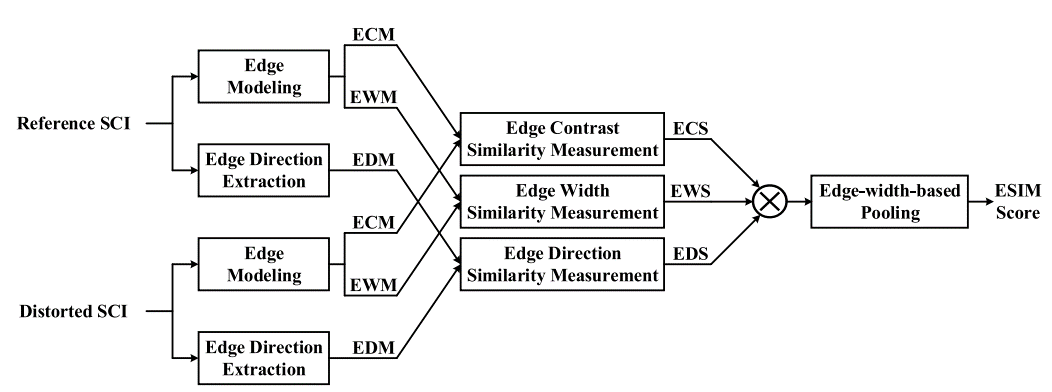 ECM
Edge
Modeling
EWM
Reference SCI
Edge Direction
Extraction
EDM
ECM
Edge
Modeling
EWM
Distorted SCI
Edge Direction
Extraction
EDM
Edge Contrast
Similarity Measurement
ECS
Edge Width
Similarity Measurement
EWS
Edge Direction
Similarity Measurement
EDS
Edge-width-based
Pooling
ESIM
Score